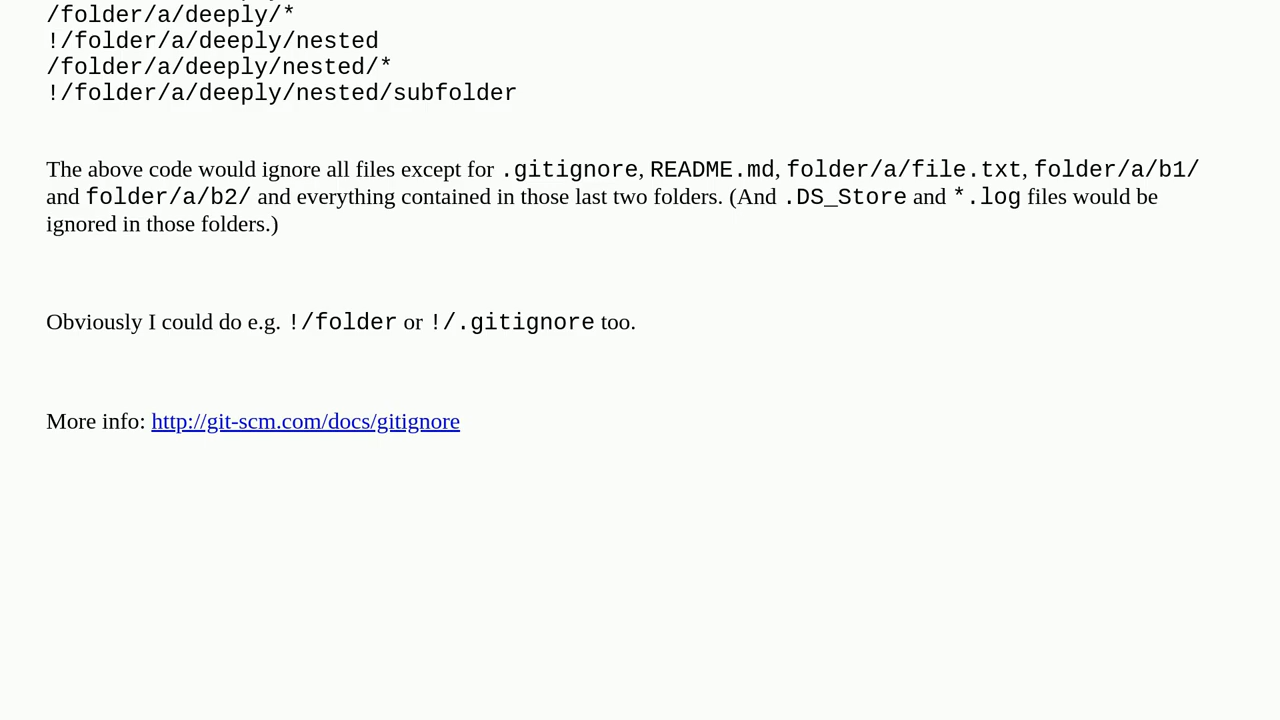 /folder/a/deeply/*
!/folder/a/deeply/nested
/folder/a/deeply/nested/*
!/folder/a/deeply/nested/subfolder
The above code would ignore all files except for .gitignore, README.md, folder/a/file.txt, folder/a/b1/
and folder/a/b2/ and everything contained in those last two folders. (And .DS_Store and *.log files would be
ignored in those folders.)
Obviously I could do e.g. !/folder or !/.gitignore too.
More info: http://git-scm.com/docs/gitignore